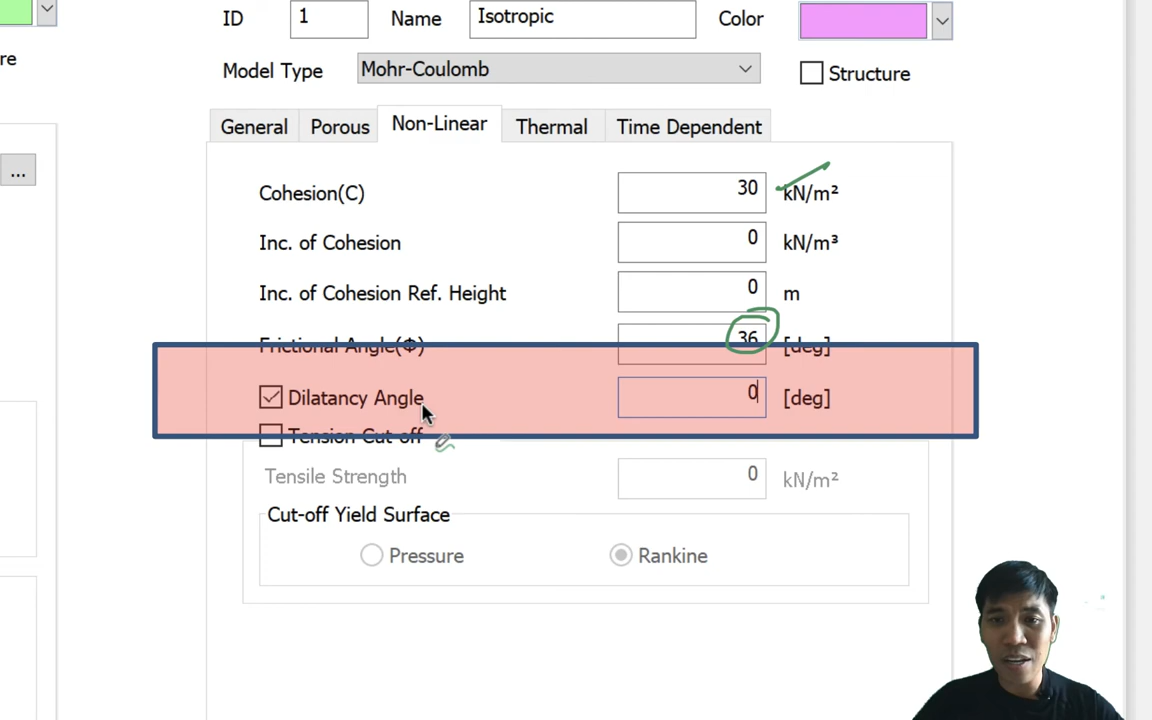 ID 1 Name Isotropic Color
re
Model Type Mohr-Coulomb Structure
General Porous Non-Linear Thermal Time Dependent
...
Cohesion(C) 30 kN/m²
Inc. of Cohesion 0 kN/m³
Inc. of Cohesion Ref. Height 0 m
Frictional Angle(Φ) 36 [deg]
Dilatancy Angle 0 [deg]
Tension Cut-off
Tensile Strength 0 kN/m²
Cut-off Yield Surface
Pressure Rankine